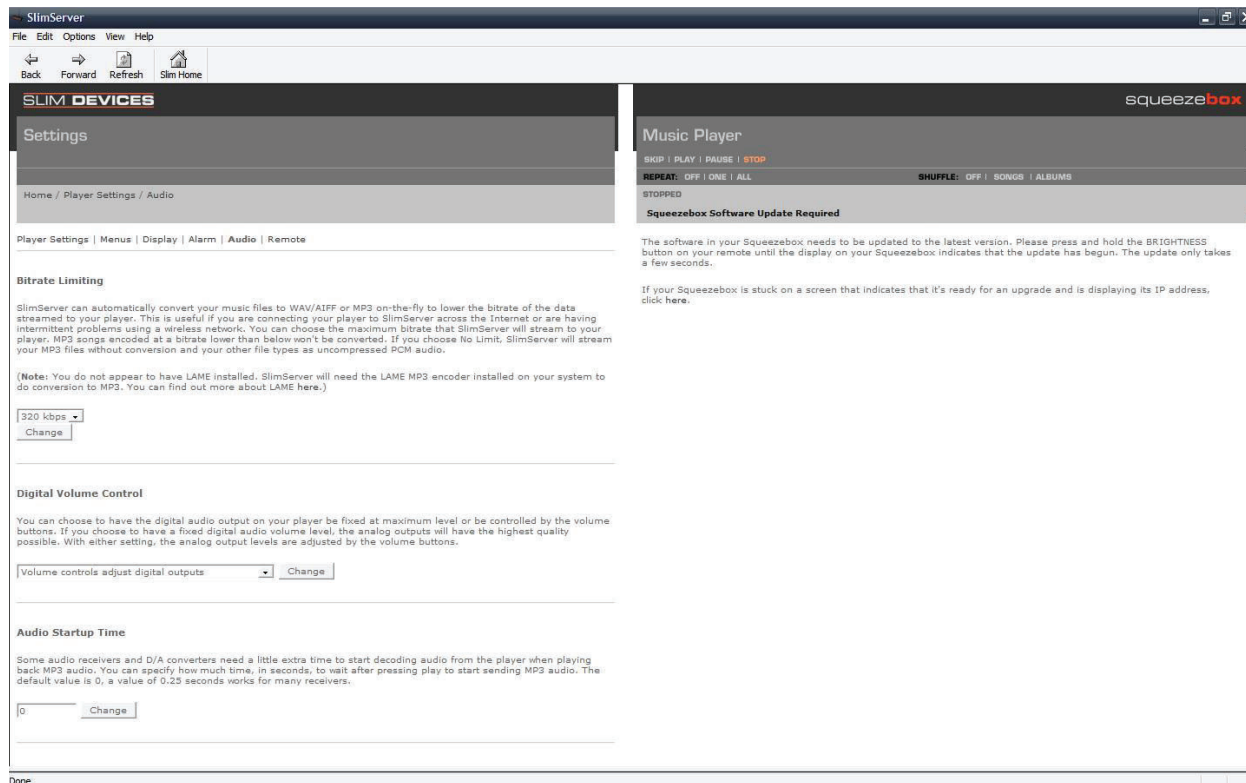 SlimServer
File Edit Options View Help
Back Forward Refresh Slim Home
SLIM DEVICES
Settings
Home / Player Settings / Audio
Player Settings | Menus | Display | Alarm | Audio | Remote
Bitrate Limiting
SlimServer can automatically convert your music files to WAV/AIFF or MP3 on-the-fly to lower the bitrate of the data
streamed to your player. This is useful if you are connecting your player to SlimServer across the Internet or are having
intermittent problems using a wireless network. You can choose the maximum bitrate that SlimServer will stream to your
player. MP3 songs encoded at a bitrate lower than below won't be converted. If you choose No Limit, SlimServer will stream
your MP3 files without conversion and your other file types as uncompressed PCM audio.
(Note: You do not appear to have LAME installed. SlimServer will need the LAME MP3 encoder installed on your system to
do conversion to MP3. You can find out more about LAME here.)
320 kbps
Change
Digital Volume Control
You can choose to have the digital audio output on your player be fixed at maximum level or be controlled by the volume
buttons. If you choose to have a fixed digital audio volume level, the analog outputs will have the highest quality
possible. With either setting, the analog output levels are adjusted by the volume buttons.
Volume controls adjust digital outputs Change
Audio Startup Time
Some audio receivers and D/A converters need a little extra time to start decoding audio from the player when playing
back MP3 audio. You can specify how much time, in seconds, to wait after pressing play to start sending MP3 audio. The
default value is 0, a value of 0.25 seconds works for many receivers.
0 Change
squeezebox
Music Player
SKIP | PLAY | PAUSE | STOP
REPEAT: OFF | ONE | ALL SHUFFLE: OFF | SONGS | ALBUMS
STOPPED
Squeezebox Software Update Required
The software in your Squeezebox needs to be updated to the latest version. Please press and hold the BRIGHTNESS
button on your remote until the display on your Squeezebox indicates that the update has begun. The update only takes
a few seconds.
If your Squeezebox is stuck on a screen that indicates that it's ready for an upgrade and is displaying its IP address,
click here.
Done